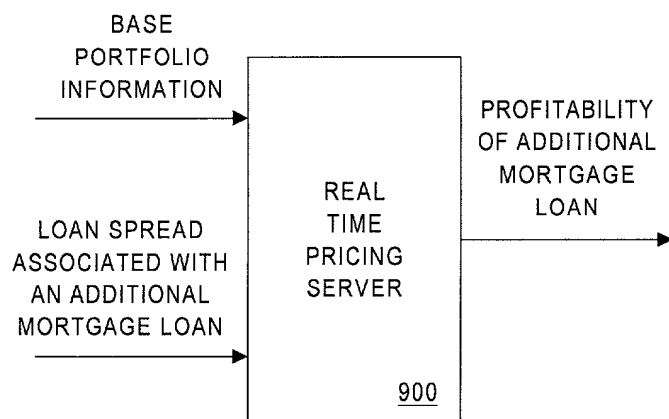 BASE
PORTFOLIO
INFORMATION
LOAN SPREAD
ASSOCIATED WITH
AN ADDITIONAL
MORTGAGE LOAN
REAL
TIME
PRICING
SERVER
900
PROFITABILITY
OF ADDITIONAL
MORTGAGE
LOAN